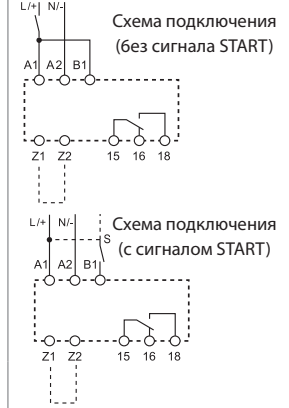 L/+ N/-
Схема подключения
(без сигнала START)
A1 A2 B1
Z1 Z2 15 16 18
L/+ N/-
Схема подключения
S
(с сигналом START)
A1 A2 B1
Z1 Z2 15 16 18